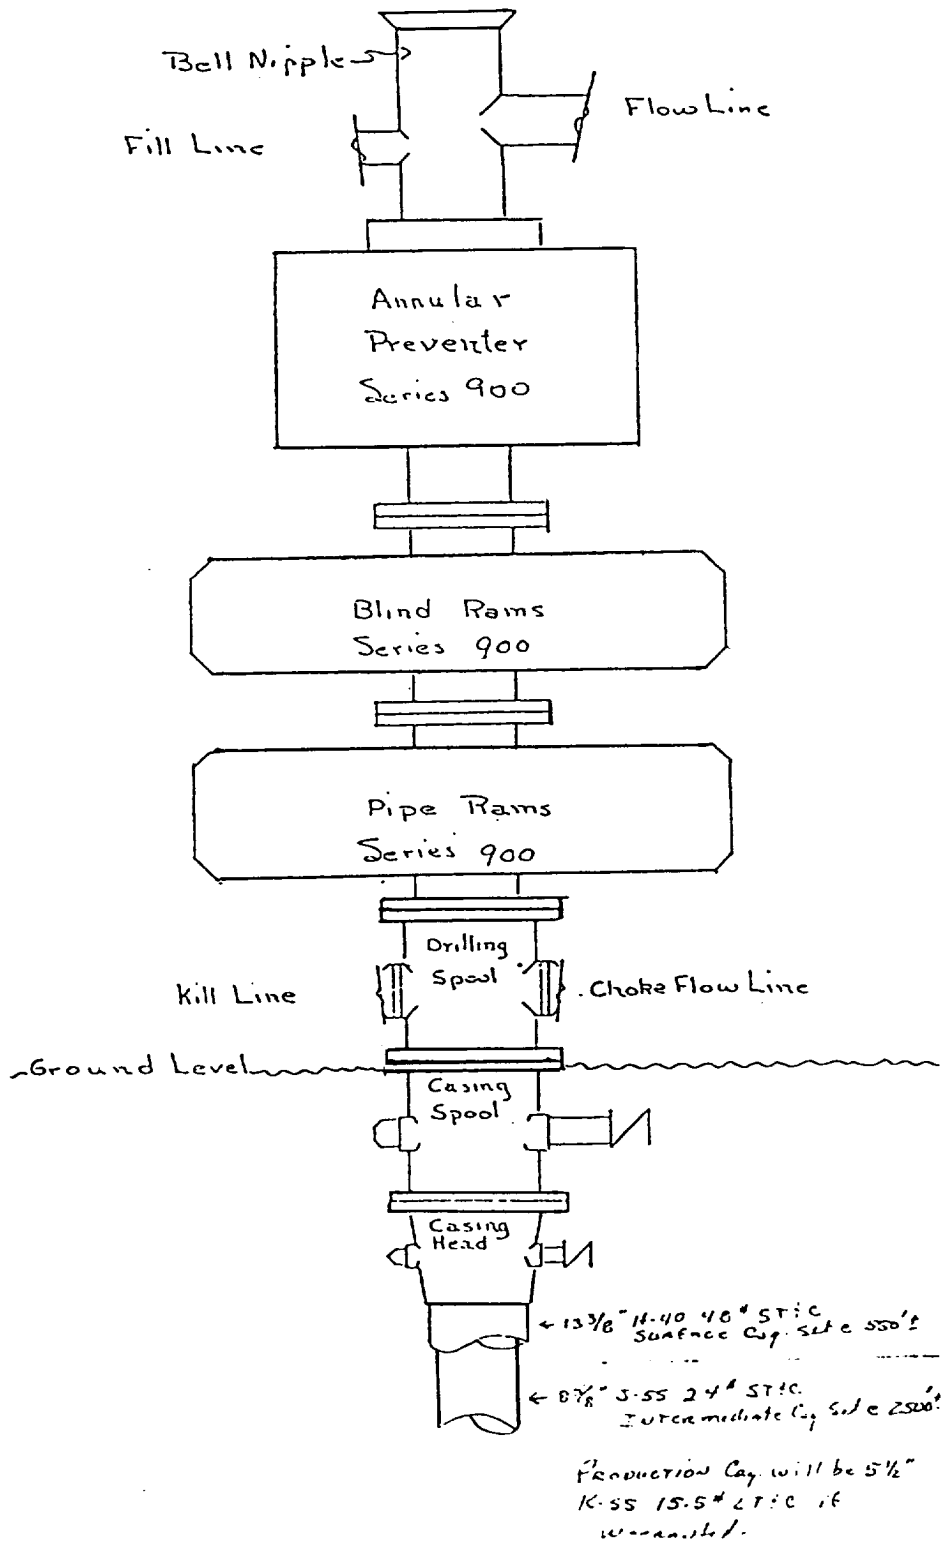 Bell Nipple
Flow Line
Fill Line
Annular
Preventer
Series 900
Blind Rams
Series 900
Pipe Rams
Series 900
Drilling
Spool
Kill Line
Choke Flow Line
Ground Level
Casing
Spool
Casing
Head
13 3/8" H-40 48# ST&C
Surface Csg. Set @ 550'±
8 5/8" J-55 24# ST&C
Intermediate Csg Set @ 2500'±
Production Csg. will be 5 1/2"
K-55 15.5# LT&C if
warranted.